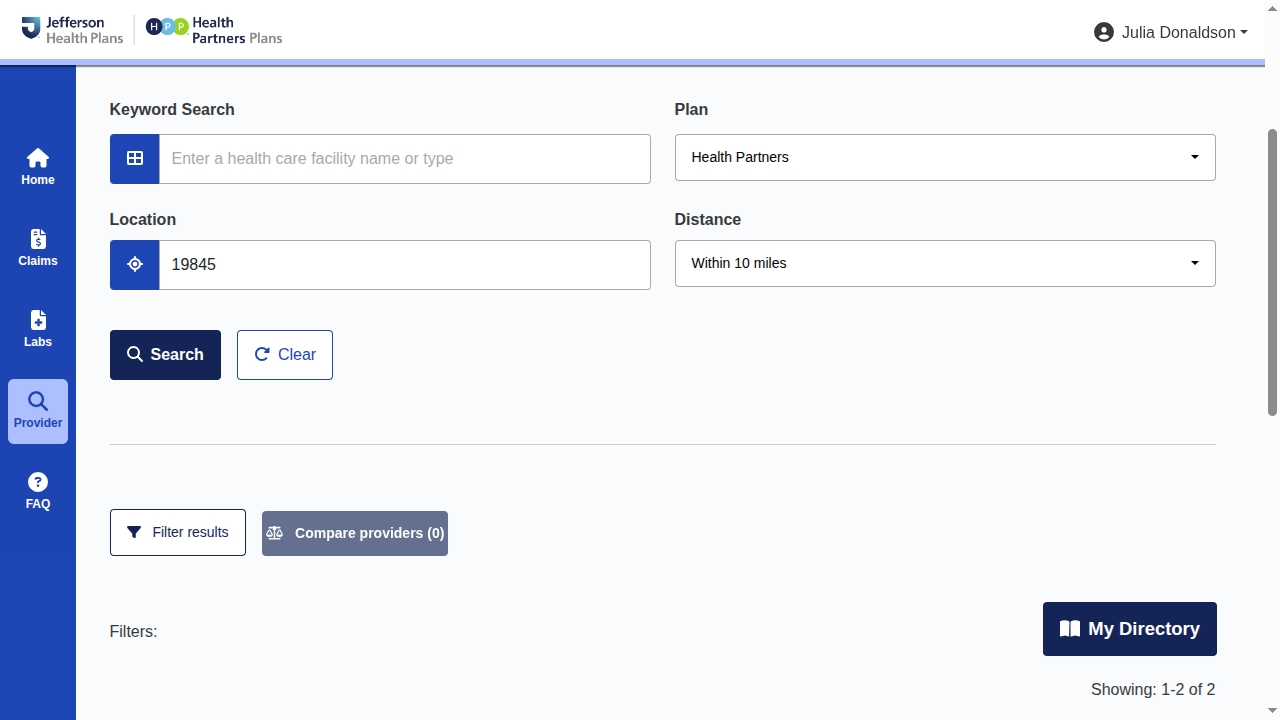 Jefferson
Health Plans
HPP
Health
Partners Plans
Julia Donaldson
Home
Claims
Labs
Provider
FAQ
Keyword Search
Enter a health care facility name or type
Plan
Health Partners
Location
19845
Distance
Within 10 miles
Search
Clear
Filter results
Compare providers (0)
Filters:
My Directory
Showing: 1-2 of 2